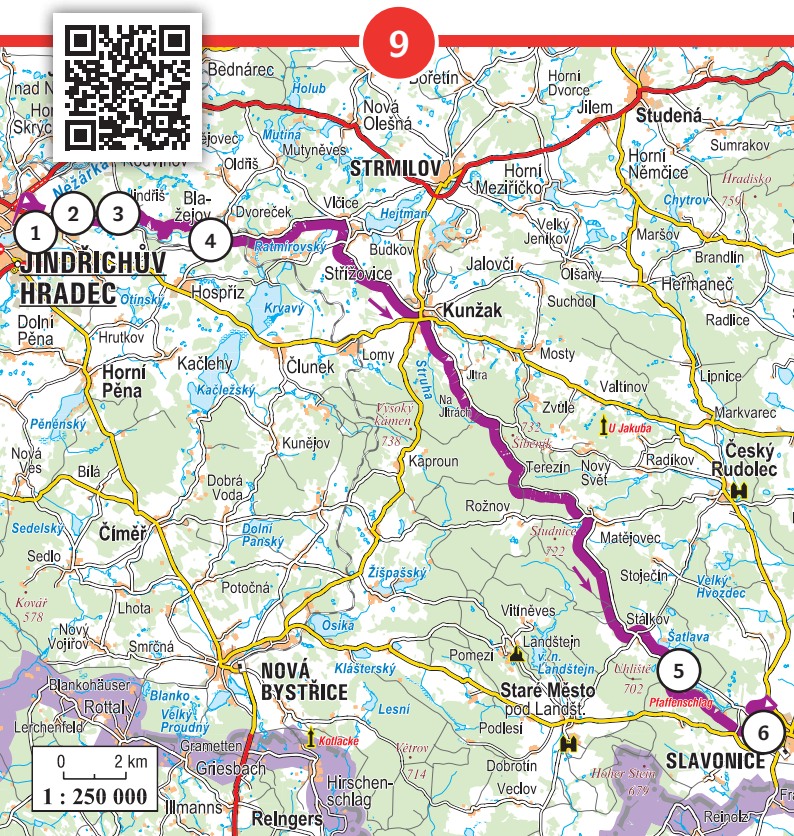 9
Bednárec
Bořetín
Horní
Dvorce
Holub
nad N
Jilem
Studená
Nová
Olešná
Skrýc
Mutina
Mutyněves
Sumrakov
Oldřiš
Horní
Němčice
STRMILOV
Horní
Meziříčko
Hradisko
759
Nežárka
Jindřiš
Bla-
žejov
Vlčice
Chytrov
Dvoreček
Hejtman
1
2
3
4
Velký
Jeníkov
Maršov
Ratmírovský
Budkov
Brandlín
JINDŘICHŮV
HRADEC
Střížovice
Jalovčí
Olšany
Heřmaneč
Otínský
Hospříz
Krvavý
Suchdol
Kunžak
Radlice
Dolní
Pěna
Hrutkov
Kačlehy
Člunek
Lomy
Mosty
Horní
Pěna
Struha
Jitra
Lipnice
Kačležský
Valtínov
Na
Jitrách
Zvůle
Markvarec
Vysoký
kámen
738
Pěněnský
U Jakuba
732
Šibeník
Kunějov
Český
Rudolec
Nová
Ves
Bílá
Kaproun
Terezín
Nový
Svět
Radíkov
Dobrá
Voda
Rožnov
Sedelský
Číměř
Dolní
Panský
Studnice
722
Matějovec
Sedlo
Žišpašský
Stoječín
Velký
Hvozdec
Potočná
Kovář
578
Lhota
Vitíněves
Osika
Stálkov
Nový
Vojířov
Smrčná
Landštejn
v.n.
Landštejn
Šatlava
Pomezí
NOVÁ
BYSTŘICE
Klášterský
5
Uhliště
702
Blankohäuser
Rottal
Blanko
Staré Město
pod Landšt.
Pfaffenschlag
Velký
Proudný
Lesní
Lerchenfeld
Podlesí
6
Kotlacke
Grametten
Griesbach
Větrov
714
SLAVONICE
0 2 km
Dobrotín
1 : 250 000
Hirschen-
schlag
Veclov
Hoher Stein
679
Illmanns
Reingers
Reinolz